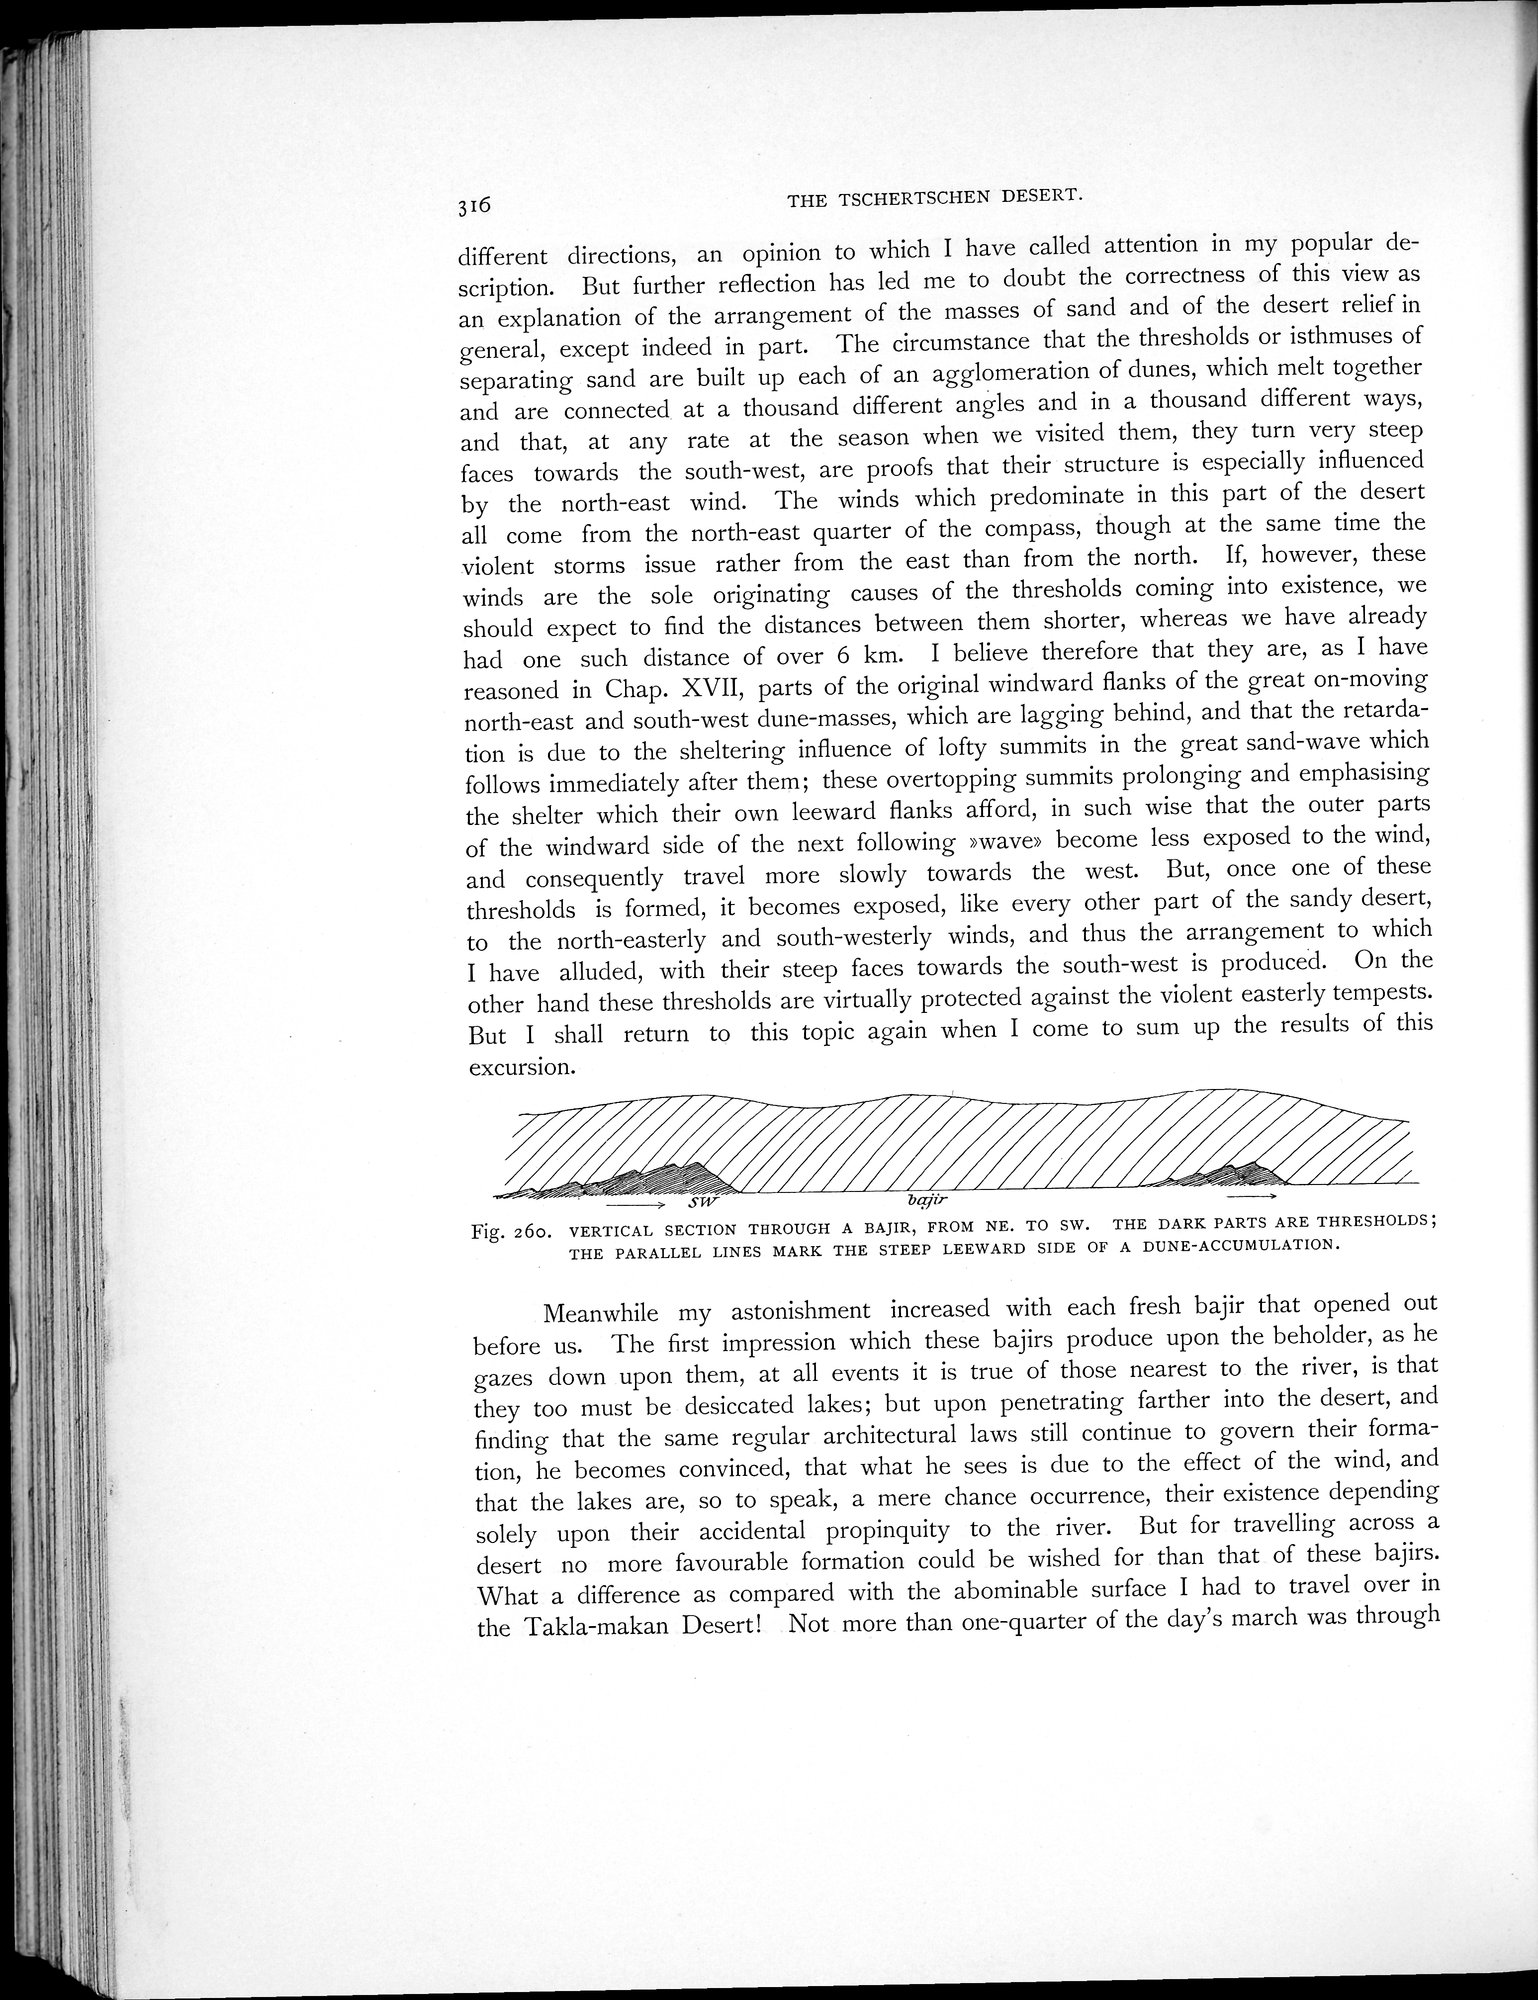 316
THE TSCHERTSCHEN DESERT.
different directions, an opinion to which I have called attention in my popular de-
scription. But further reflection has led me to doubt the correctness of this view as
an explanation of the arrangement of the masses of sand and of the desert relief in
general, except indeed in part. The circumstance that the thresholds or isthmuses of
separating sand are built up each of an agglomeration of dunes, which melt together
and are connected at a thousand different angles and in a thousand different ways,
and that, at any rate at the season when we visited them, they turn very steep
faces towards the south-west, are proofs that their structure is especially influenced
by the north-east wind. The winds which predominate in this part of the desert
all come from the north-east quarter of the compass, though at the same time the
violent storms issue rather from the east than from the north. If, however, these
winds are the sole originating causes of the thresholds coming into existence, we
should expect to find the distances between them shorter, whereas we have already
had one such distance of over 6 km. I believe therefore that they are, as I have
reasoned in Chap. XVII, parts of the original windward flanks of the great on-moving
north-east and south-west dune-masses, which are lagging behind, and that the retarda-
tion is due to the sheltering influence of lofty summits in the great sand-wave which
follows immediately after them; these overtopping summits prolonging and emphasising
the shelter which their own leeward flanks afford, in such wise that the outer parts
of the windward side of the next following »wave» become less exposed to the wind,
and consequently travel more slowly towards the west. But, once one of these
thresholds is formed, it becomes exposed, like every other part of the sandy desert,
to the north-easterly and south-westerly winds, and thus the arrangement to which
I have alluded, with their steep faces towards the south-west is produced. On the
other hand these thresholds are virtually protected against the violent easterly tempests.
But I shall return to this topic again when I come to sum up the results of this
excursion.
SW bajir
Fig. 260. VERTICAL SECTION THROUGH A BAJIR, FROM NE. TO SW. THE DARK PARTS ARE THRESHOLDS;
THE PARALLEL LINES MARK THE STEEP LEEWARD SIDE OF A DUNE-ACCUMULATION.
Meanwhile my astonishment increased with each fresh bajir that opened out
before us. The first impression which these bajirs produce upon the beholder, as he
gazes down upon them, at all events it is true of those nearest to the river, is that
they too must be desiccated lakes; but upon penetrating farther into the desert, and
finding that the same regular architectural laws still continue to govern their forma-
tion, he becomes convinced, that what he sees is due to the effect of the wind, and
that the lakes are, so to speak, a mere chance occurrence, their existence depending
solely upon their accidental propinquity to the river. But for travelling across a
desert no more favourable formation could be wished for than that of these bajirs.
What a difference as compared with the abominable surface I had to travel over in
the Takla-makan Desert! Not more than one-quarter of the day's march was through